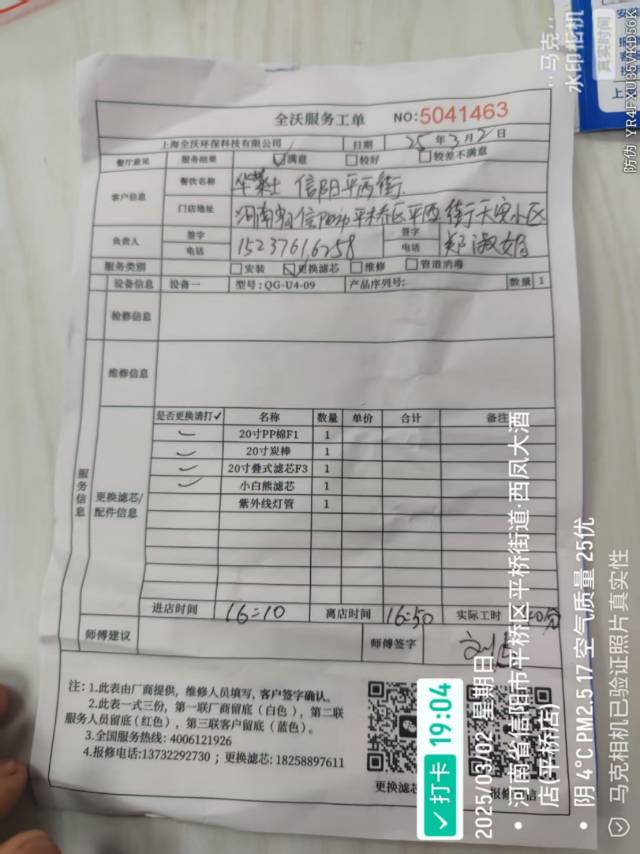 全沃服务工单 NO:5041463
上海全沃环保科技有限公司 日期 25年3月2日
餐厅意见 服务结果 满意 较好 较差不满意
客户信息 餐饮名称 华莱士 信阳平西街
门店地址 河南省信阳市平桥区平西街天安小区
负责人 签字 电话 15237616258 签字 电话 郑淑娟
服务类别 安装 更换滤芯 维修 管道消毒
设备信息 设备一 型号:QG-U4-09 产品序列号: 数量 1
检修信息
维修信息
服务信息
更换滤芯/配件信息
是否更换请打✓ 名称 数量 单价 合计 备注
✓ 20寸PP棉F1 1
✓ 20寸炭棒 1
✓ 20寸叠式滤芯F3 1
✓ 小白熊滤芯 1
紫外线灯管 1
进店时间 16:10 离店时间 16:50 实际工时
师傅建议 师傅签字
注:1.此表由厂商提供,维修人员填写,客户签字确认。
2.此表一式三份,第一联厂商留底(白色),第二联
服务人员留底(红色),第三联客户留底(蓝色)。
3.全国服务热线:4006121926
4.报修电话:13732292730;更换滤芯:18258897611
更换滤芯
✓打卡 19:04
2025/03/02 星期日
河南省信阳市平桥区平桥街道·西凤大酒
店(平桥店)
阴 4°C PM2.5 17 空气质量 25优
马克相机已验证照片真实性
马克
水印相机
真实时间
防伪 YR4EXU35VKD56K